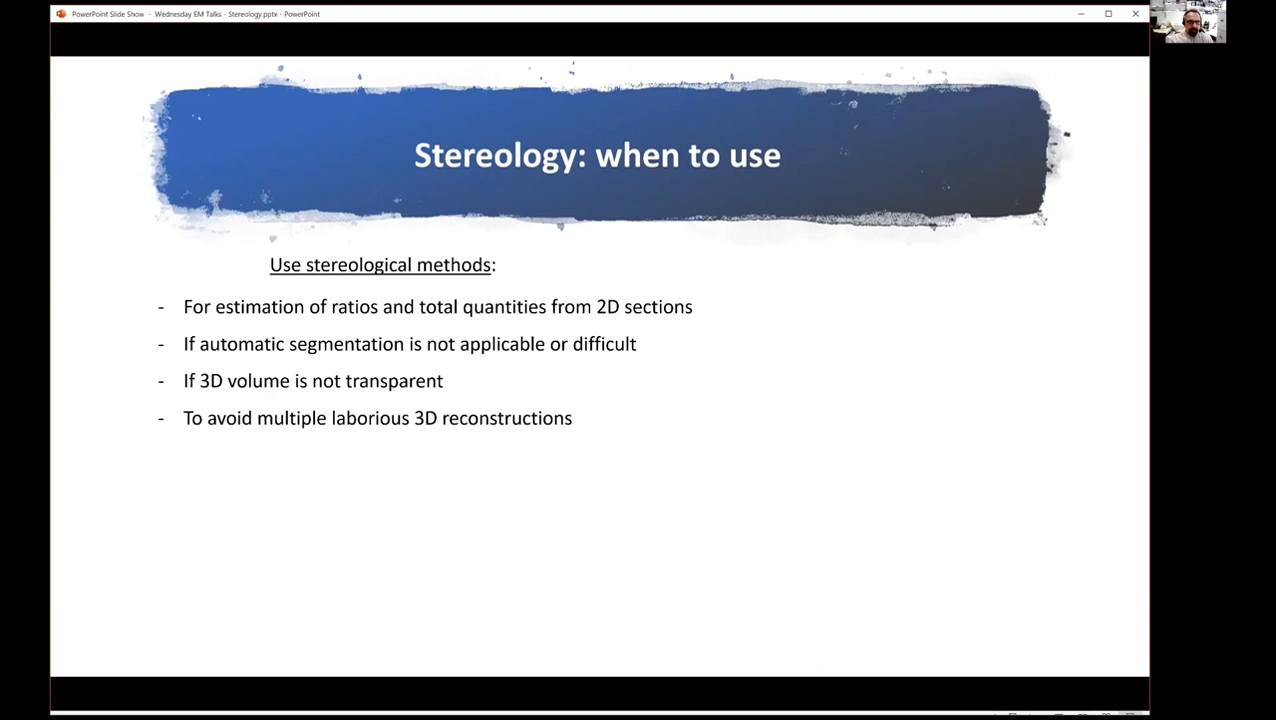 PowerPoint Slide Show - Wednesday EM Talks - Stereology.pptx - PowerPoint
Stereology: when to use
Use stereological methods:
- For estimation of ratios and total quantities from 2D sections
- If automatic segmentation is not applicable or difficult
- If 3D volume is not transparent
- To avoid multiple laborious 3D reconstructions